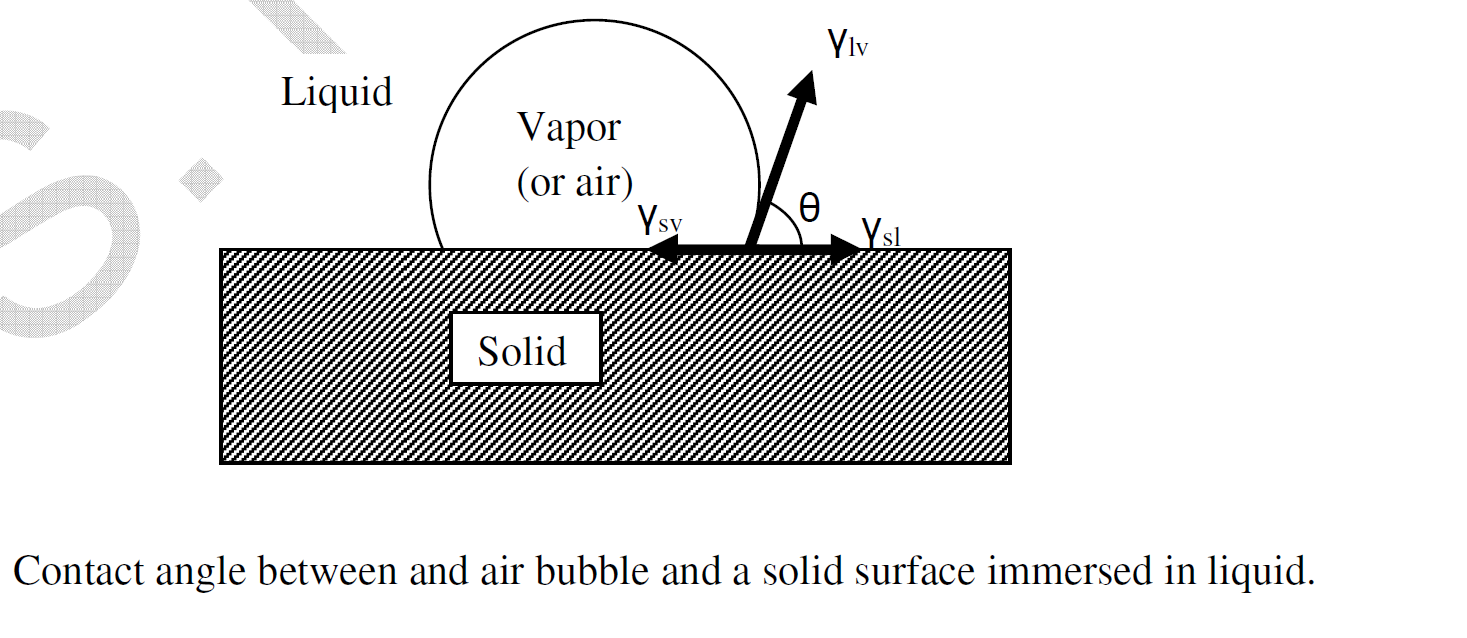 γlv
Liquid
Vapor
(or air)
θ
γsv
γsl
Solid
Contact angle between and air bubble and a solid surface immersed in liquid.